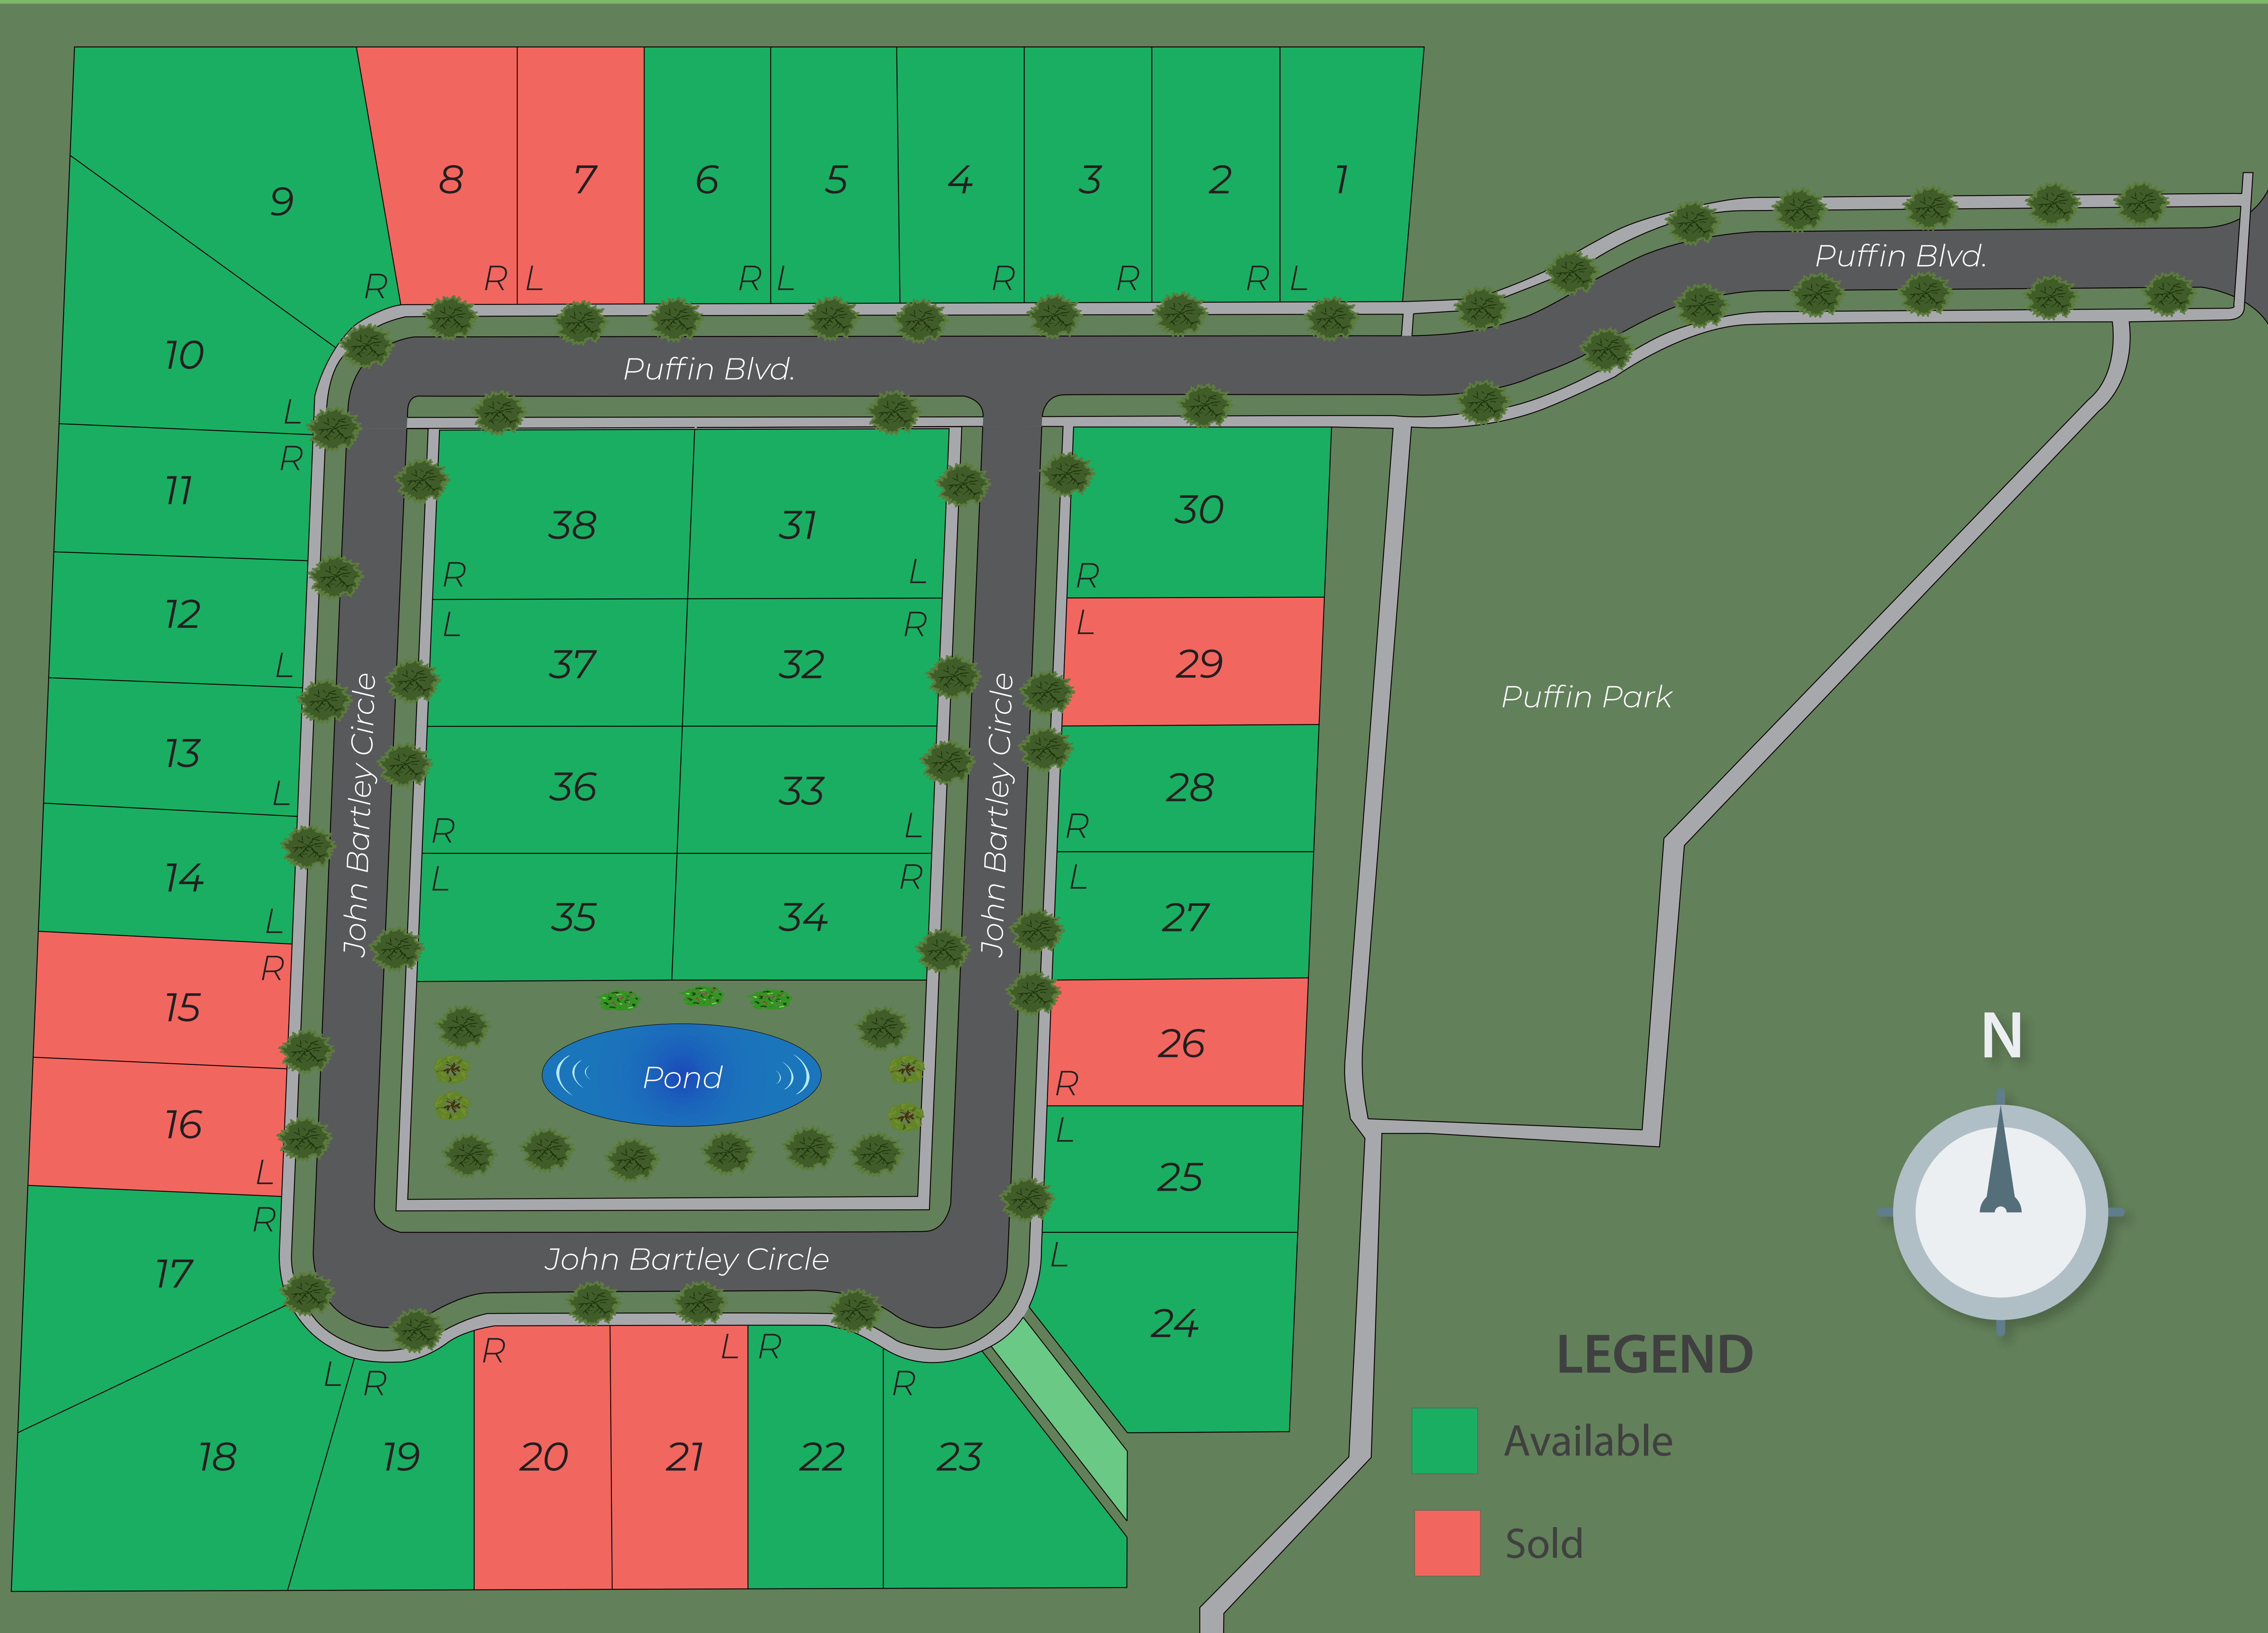 9
8
7
6
5
4
3
2
1
R
R
L
R
L
R
R
R
L
Puffin Blvd.
Puffin Blvd.
10
L
R
11
12
L
13
L
14
L
R
15
16
L
R
17
38
31
R
L
L
R
37
32
36
33
R
L
L
R
35
34
30
R
L
29
28
R
L
27
26
R
L
25
L
24
John Bartley Circle
John Bartley Circle
Puffin Park
Pond
John Bartley Circle
L
R
R
L
R
R
18
19
20
21
22
23
N
LEGEND
Available
Sold